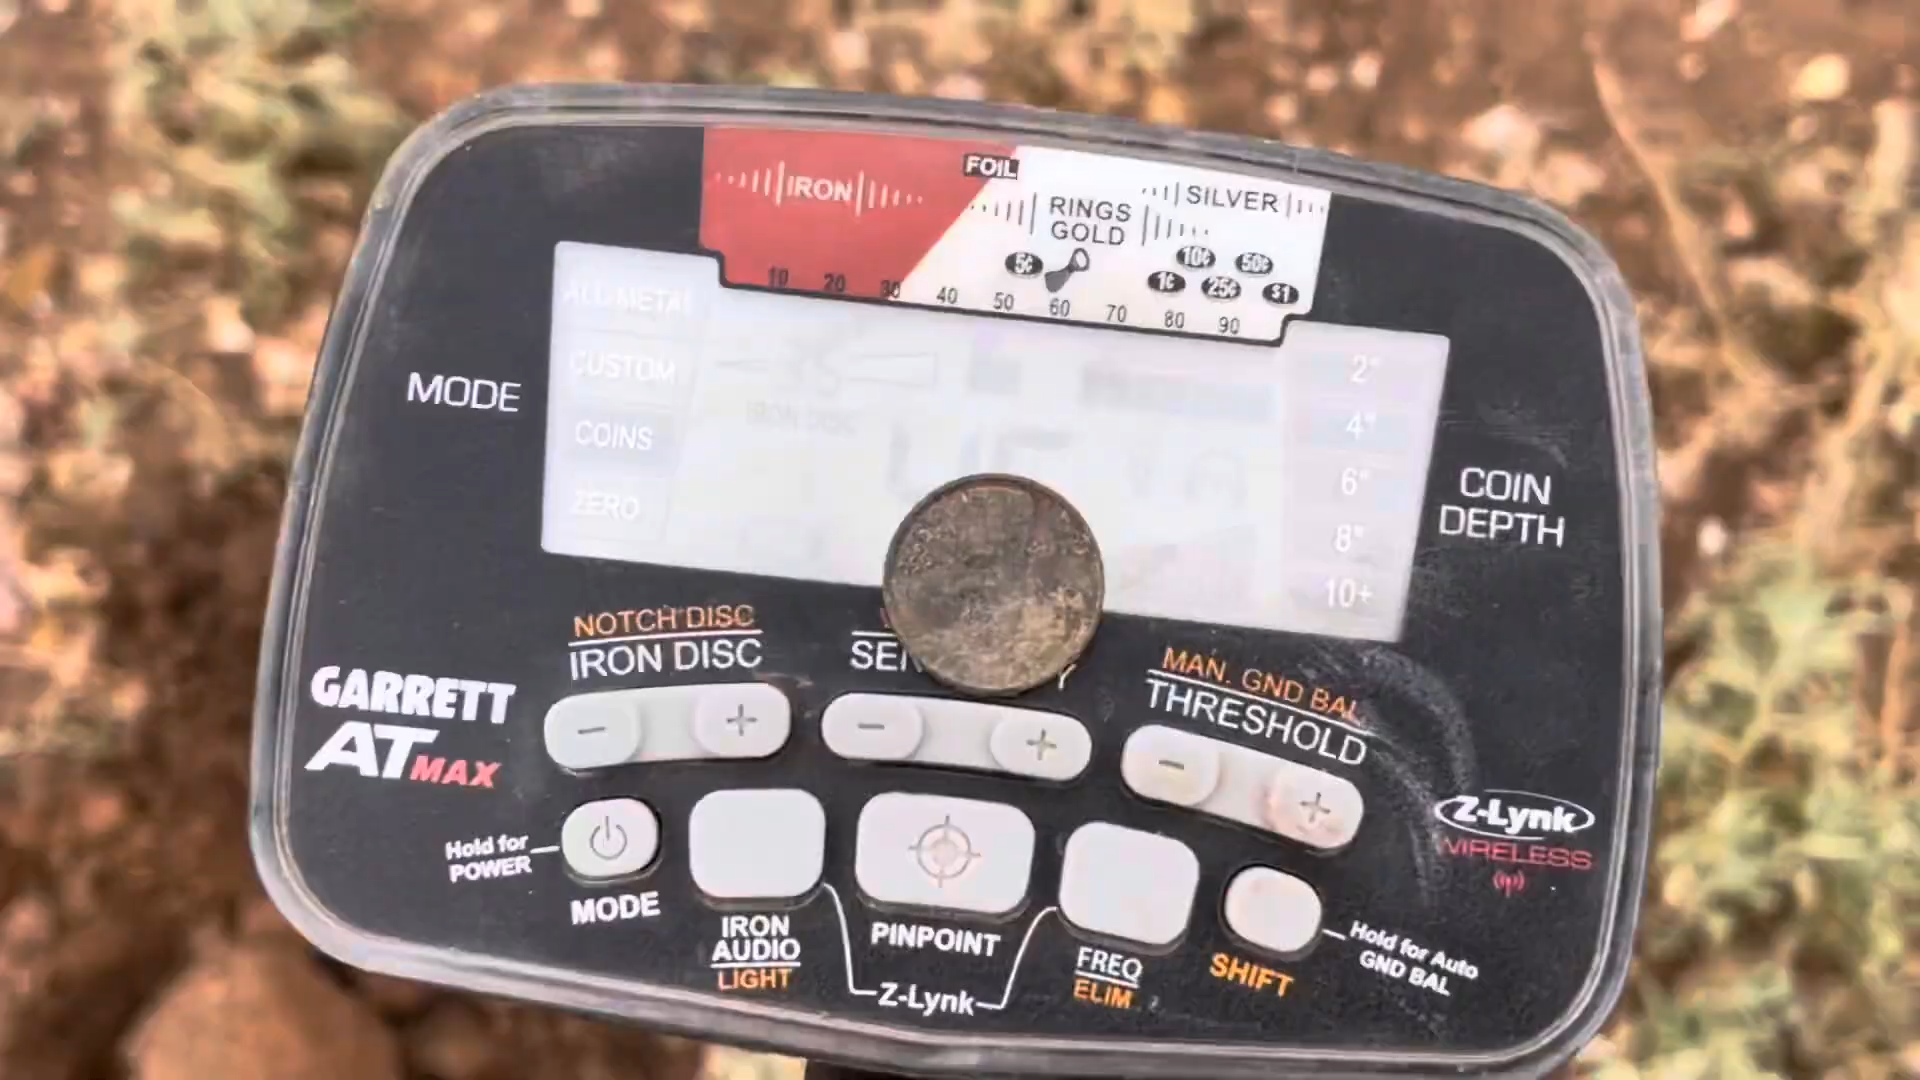 IRON
FOIL
RINGS
GOLD
SILVER
5¢
1¢
10¢
25¢
50¢
$1
10 20 30 40 50 60 70 80 90
MODE
ALL METAL
CUSTOM
COINS
ZERO
IRON DISC
2"
4"
6"
8"
10+
COIN
DEPTH
NOTCH DISC
IRON DISC
MAN. GND BAL
THRESHOLD
GARRETT
AT MAX
- +
- +
- +
Z-Lynk
WIRELESS
Hold for
POWER
MODE
IRON
AUDIO
LIGHT
PINPOINT
FREQ
ELIM
SHIFT
Hold for Auto
GND BAL
Z-Lynk